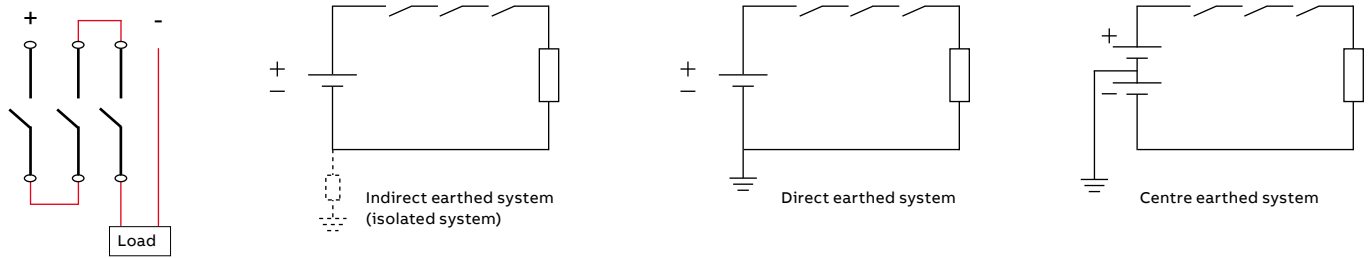 + -
Load
+
−
Indirect earthed system
(isolated system)
+
−
Direct earthed system
+
−
Centre earthed system